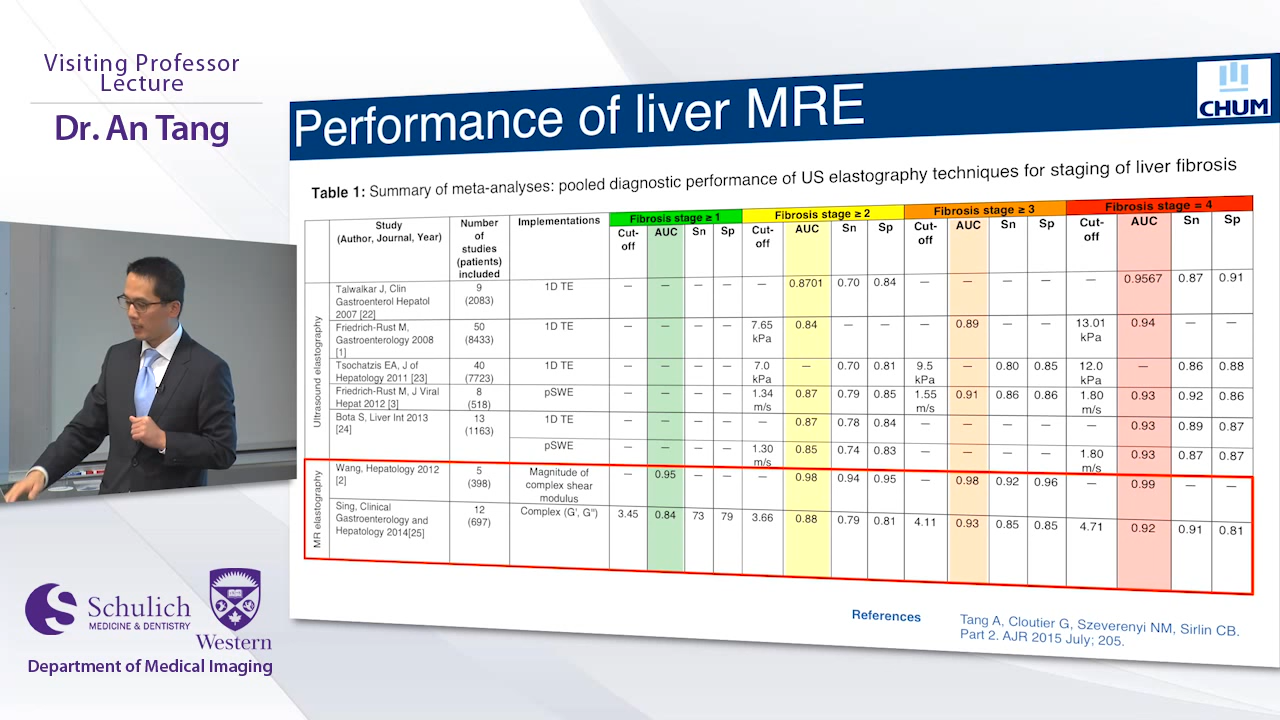 Visiting Professor
Lecture
Dr. An Tang
Performance of liver MRE
CHUM
Table 1: Summary of meta-analyses: pooled diagnostic performance of US elastography techniques for staging of liver fibrosis
Study (Author, Journal, Year) Number of studies (patients) included Implementations Fibrosis stage ≥ 1 Fibrosis stage ≥ 2 Fibrosis stage ≥ 3 Fibrosis stage = 4
Cut-off AUC Sn Sp Cut-off AUC Sn Sp Cut-off AUC Sn Sp Cut-off AUC Sn Sp
Ultrasound elastography
Talwalkar J, Clin Gastroenterol Hepatol 2007 [22] 9 (2083) 1D TE — — — — — 0.8701 0.70 0.84 — — — — — 0.9567 0.87 0.91
Friedrich-Rust M, Gastroenterology 2008 [1] 50 (8433) 1D TE — — — — 7.65 kPa 0.84 — — — 0.89 — — 13.01 kPa 0.94 — —
Tsochatzis EA, J of Hepatology 2011 [23] 40 (7723) 1D TE — — — — 7.0 kPa — 0.70 0.81 9.5 kPa — 0.80 0.85 12.0 kPa — 0.86 0.88
Friedrich-Rust M, J Viral Hepat 2012 [3] 8 (518) pSWE — — — — 1.34 m/s 0.87 0.79 0.85 1.55 m/s 0.91 0.86 0.86 1.80 m/s 0.93 0.92 0.86
Bota S, Liver Int 2013 [24] 13 (1163) 1D TE — — — — — 0.87 0.78 0.84 — — — — — 0.93 0.89 0.87
pSWE — — — — 1.30 m/s 0.85 0.74 0.83 — — — — 1.80 m/s 0.93 0.87 0.87
MR elastography
Wang, Hepatology 2012 [2] 5 (398) Magnitude of complex shear modulus — 0.95 — — — 0.98 0.94 0.95 — 0.98 0.92 0.96 — 0.99 — —
Sing, Clinical Gastroenterology and Hepatology 2014[25] 12 (697) Complex (G', G") 3.45 0.84 73 79 3.66 0.88 0.79 0.81 4.11 0.93 0.85 0.85 4.71 0.92 0.91 0.81
References
Tang A, Cloutier G, Szeverenyi NM, Sirlin CB.
Part 2. AJR 2015 July; 205.
Schulich
MEDICINE & DENTISTRY
Western
Department of Medical Imaging